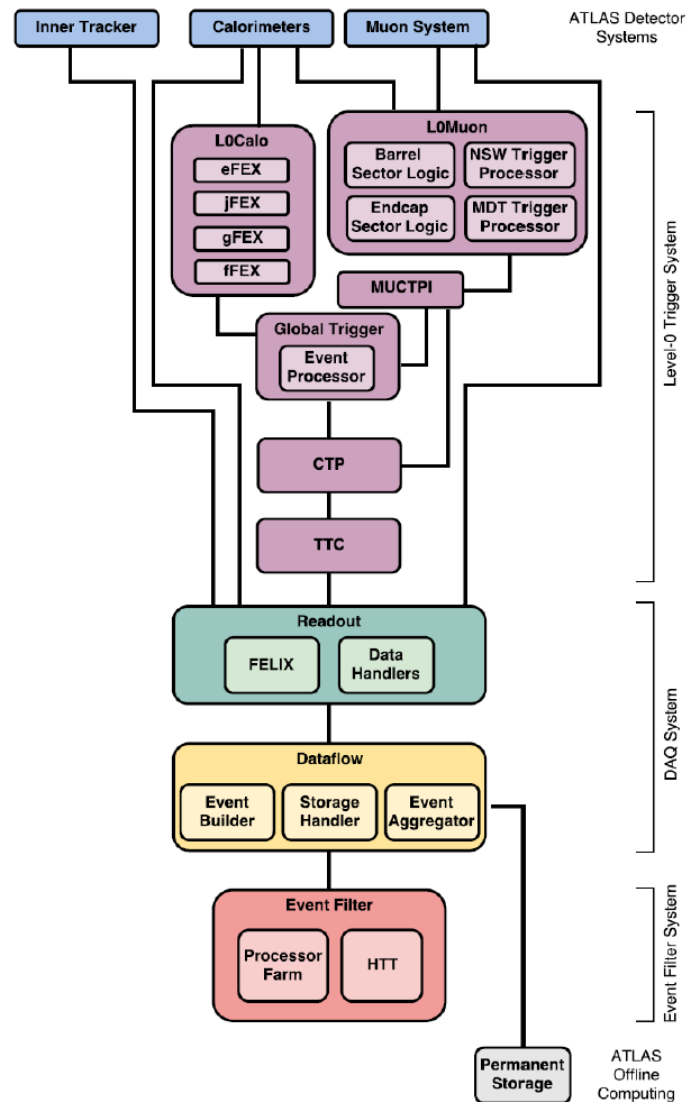 Inner Tracker
Calorimeters
Muon System
ATLAS Detector
Systems
L0Calo
eFEX
jFEX
gFEX
fFEX
L0Muon
Barrel
Sector Logic
NSW Trigger
Processor
Endcap
Sector Logic
MDT Trigger
Processor
MUCTPI
Global Trigger
Event
Processor
CTP
TTC
Level-0 Trigger System
Readout
FELIX
Data
Handlers
Dataflow
Event
Builder
Storage
Handler
Event
Aggregator
DAQ System
Event Filter
Processor
Farm
HTT
Event Filter System
Permanent
Storage
ATLAS
Offline
Computing